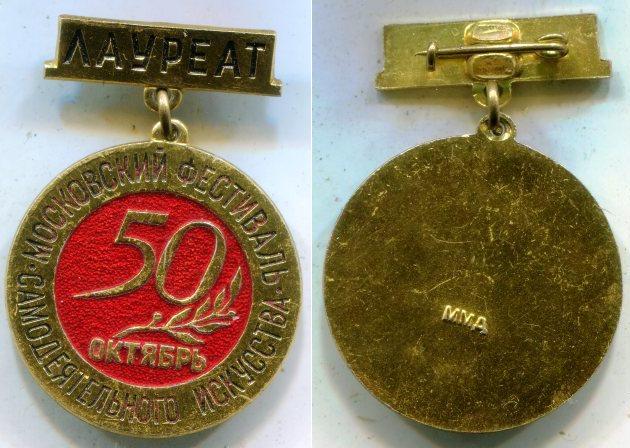 ЛАУРЕАТ
МОСКОВСКИЙ ФЕСТИВАЛЬ
САМОДЕЯТЕЛЬНОГО ИСКУССТВА
50
ОКТЯБРЬ
ММД